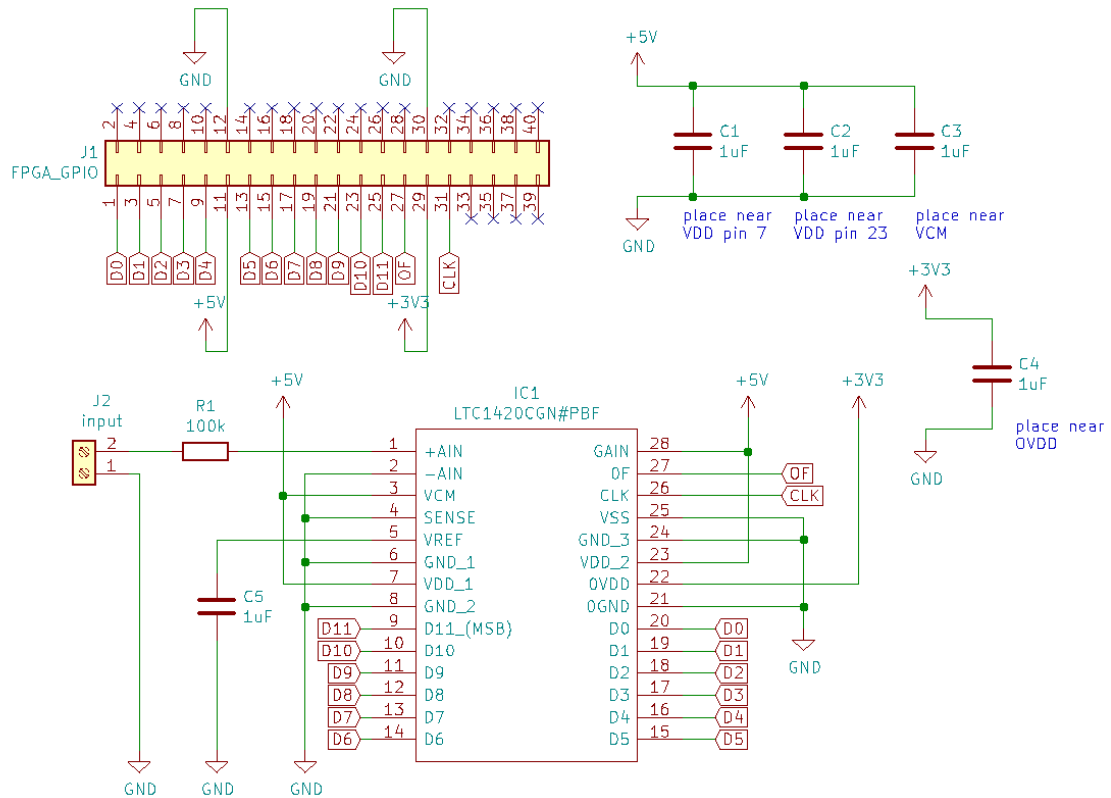 GND
GND
+5V
2 4 6 8 10 12 14 16 18 20 22 24 26 28 30 32 34 36 38 40
J1
FPGA_GPIO
1 3 5 7 9 11 13 15 17 19 21 23 25 27 29 31 33 35 37 39
C1
1uF
C2
1uF
C3
1uF
GND
place near
VDD pin 7
place near
VDD pin 23
place near
VCM
D0 D1 D2 D3 D4 D5 D6 D7 D8 D9 D10 D11 OF CLK
+5V
+3V3
+3V3
C4
1uF
place near
OVDD
GND
J2
input
2
1
R1
100k
+5V
IC1
LTC1420CGN#PBF
+5V
+3V3
1 +AIN
2 -AIN
3 VCM
4 SENSE
5 VREF
6 GND_1
7 VDD_1
8 GND_2
D11 9 D11_(MSB)
D10 10 D10
D9 11 D9
D8 12 D8
D7 13 D7
D6 14 D6
GAIN 28
OF 27 OF
CLK 26 CLK
VSS 25
GND_3 24
VDD_2 23
OVDD 22
OGND 21
D0 20 D0
D1 19 D1
D2 18 D2
D3 17 D3
D4 16 D4
D5 15 D5
C5
1uF
GND
GND
GND
GND